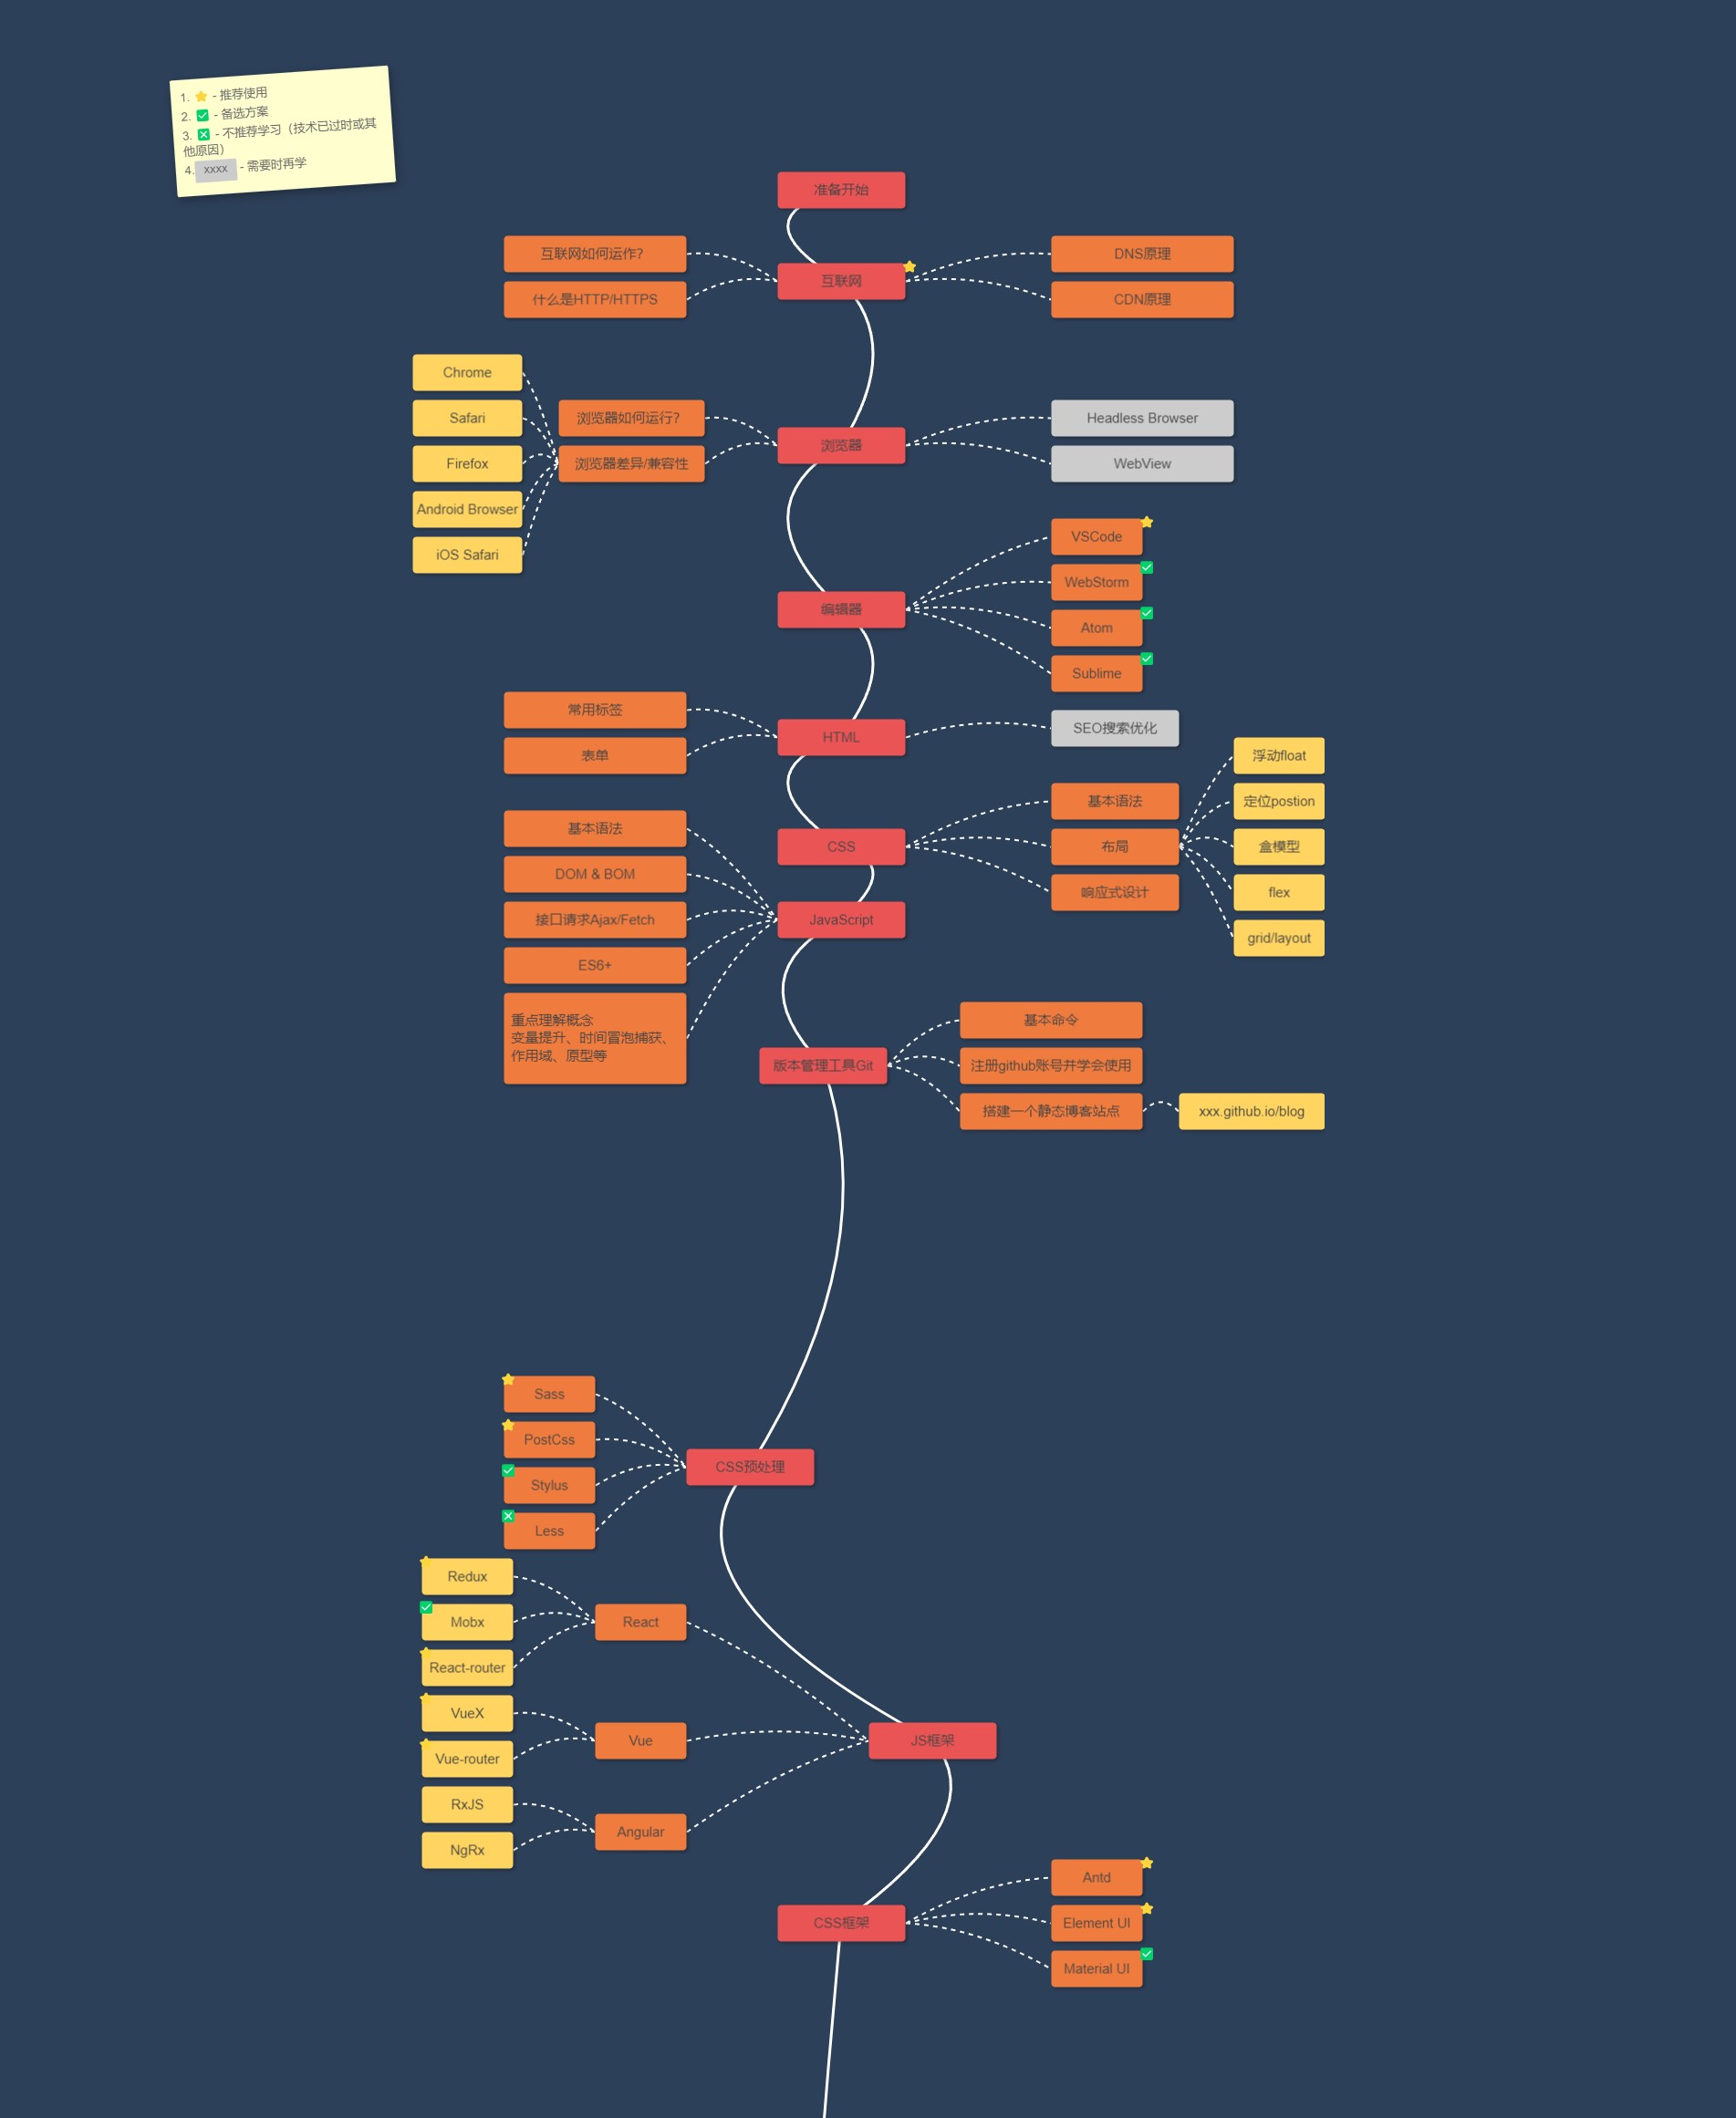 1. ⭐ - 推荐使用
2. ✅ - 备选方案
3. ❎ - 不推荐学习（技术已过时或其
他原因）
4. xxxx - 需要时再学
准备开始
互联网如何运作?
什么是HTTP/HTTPS
互联网
DNS原理
CDN原理
Chrome
Safari
Firefox
Android Browser
iOS Safari
浏览器如何运行?
浏览器差异/兼容性
浏览器
Headless Browser
WebView
编辑器
VSCode
WebStorm
Atom
Sublime
常用标签
表单
HTML
SEO搜索优化
CSS
基本语法
布局
响应式设计
浮动float
定位postion
盒模型
flex
grid/layout
基本语法
DOM & BOM
接口请求Ajax/Fetch
ES6+
重点理解概念
变量提升、时间冒泡捕获、
作用域、原型等
JavaScript
版本管理工具Git
基本命令
注册github账号并学会使用
搭建一个静态博客站点
xxx.github.io/blog
Sass
PostCss
Stylus
Less
CSS预处理
Redux
Mobx
React-router
React
VueX
Vue-router
Vue
RxJS
NgRx
Angular
JS框架
CSS框架
Antd
Element UI
Material UI